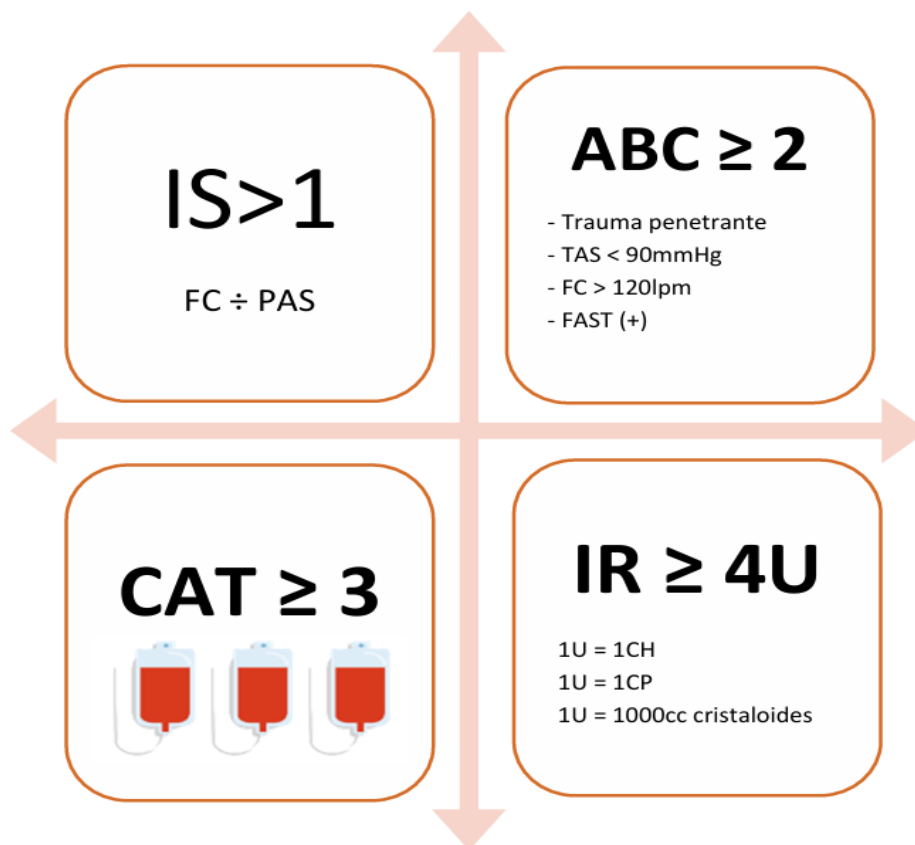 IS>1
FC ÷ PAS
ABC ≥ 2
- Trauma penetrante
- TAS < 90mmHg
- FC > 120lpm
- FAST (+)
CAT ≥ 3
IR ≥ 4U
1U = 1CH
1U = 1CP
1U = 1000cc cristaloides